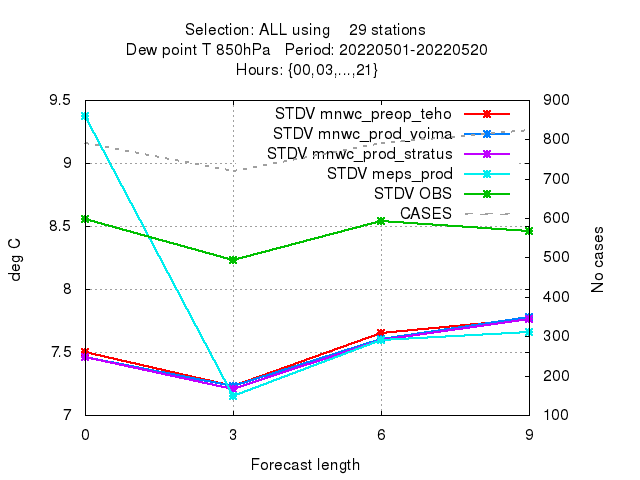 Selection: ALL using 29 stations
Dew point T 850hPa Period: 20220501-20220520
Hours: {00,03,...,21}
9.5
9
8.5
8
7.5
7
deg C
STDV mnwc_preop_teho
STDV mnwc_prod_voima
STDV mnwc_prod_stratus
STDV meps_prod
STDV OBS
CASES
900
800
700
600
500
400
300
200
100
No cases
0 3 6 9
Forecast length